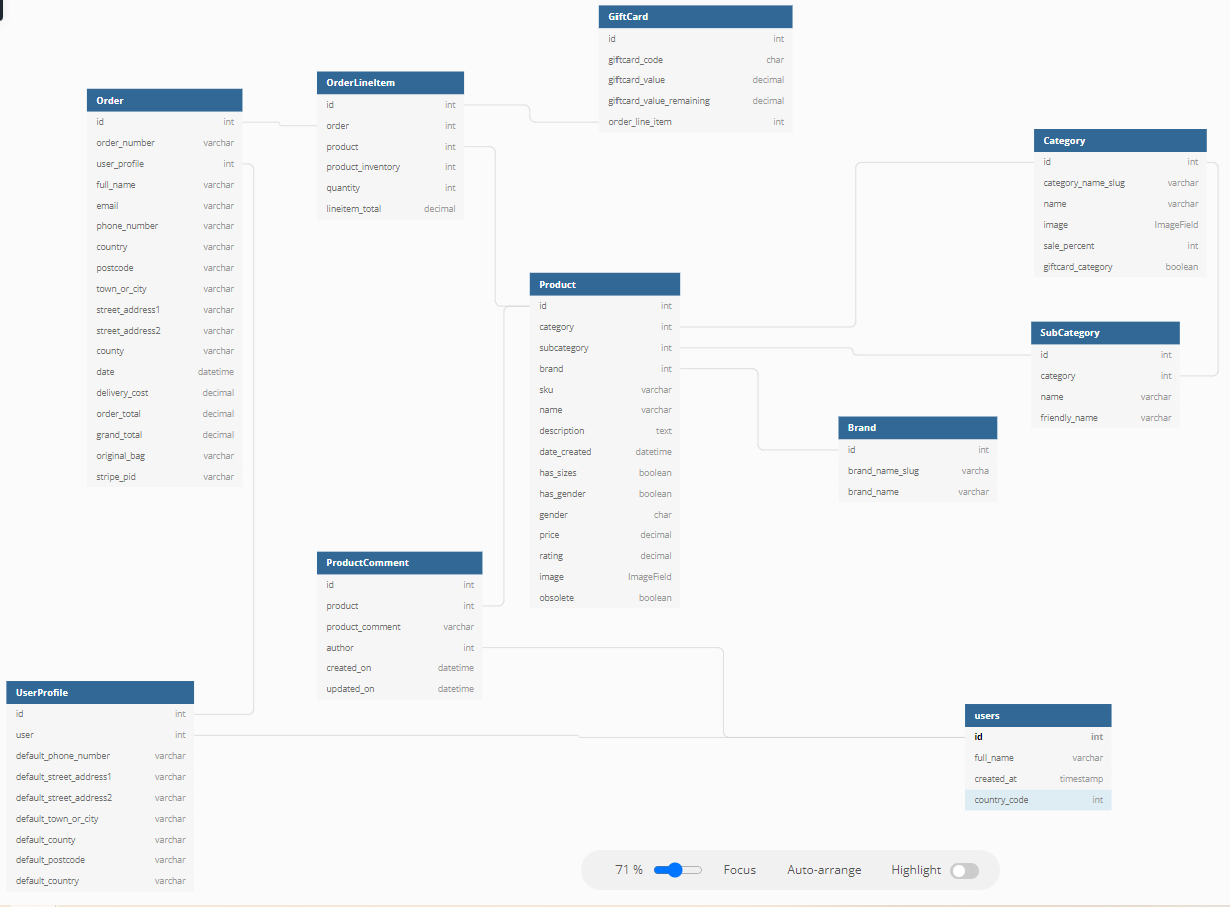 GiftCard
id int
giftcard_code char
giftcard_value decimal
giftcard_value_remaining decimal
order_line_item int
OrderLineItem
id int
order int
product int
product_inventory int
quantity int
lineitem_total decimal
Order
id int
order_number varchar
user_profile int
full_name varchar
email varchar
phone_number varchar
country varchar
postcode varchar
town_or_city varchar
street_address1 varchar
street_address2 varchar
county varchar
date datetime
delivery_cost decimal
order_total decimal
grand_total decimal
original_bag varchar
stripe_pid varchar
Category
id int
category_name_slug varchar
name varchar
image ImageField
sale_percent int
giftcard_category boolean
Product
id int
category int
subcategory int
brand int
sku varchar
name varchar
description text
date_created datetime
has_sizes boolean
has_gender boolean
gender char
price decimal
rating decimal
image ImageField
obsolete boolean
SubCategory
id int
category int
name varchar
friendly_name varchar
Brand
id int
brand_name_slug varcha
brand_name varchar
ProductComment
id int
product int
product_comment varchar
author int
created_on datetime
updated_on datetime
UserProfile
id int
user int
default_phone_number varchar
default_street_address1 varchar
default_street_address2 varchar
default_town_or_city varchar
default_county varchar
default_postcode varchar
default_country varchar
users
id int
full_name varchar
created_at timestamp
country_code int
71 % Focus Auto-arrange Highlight